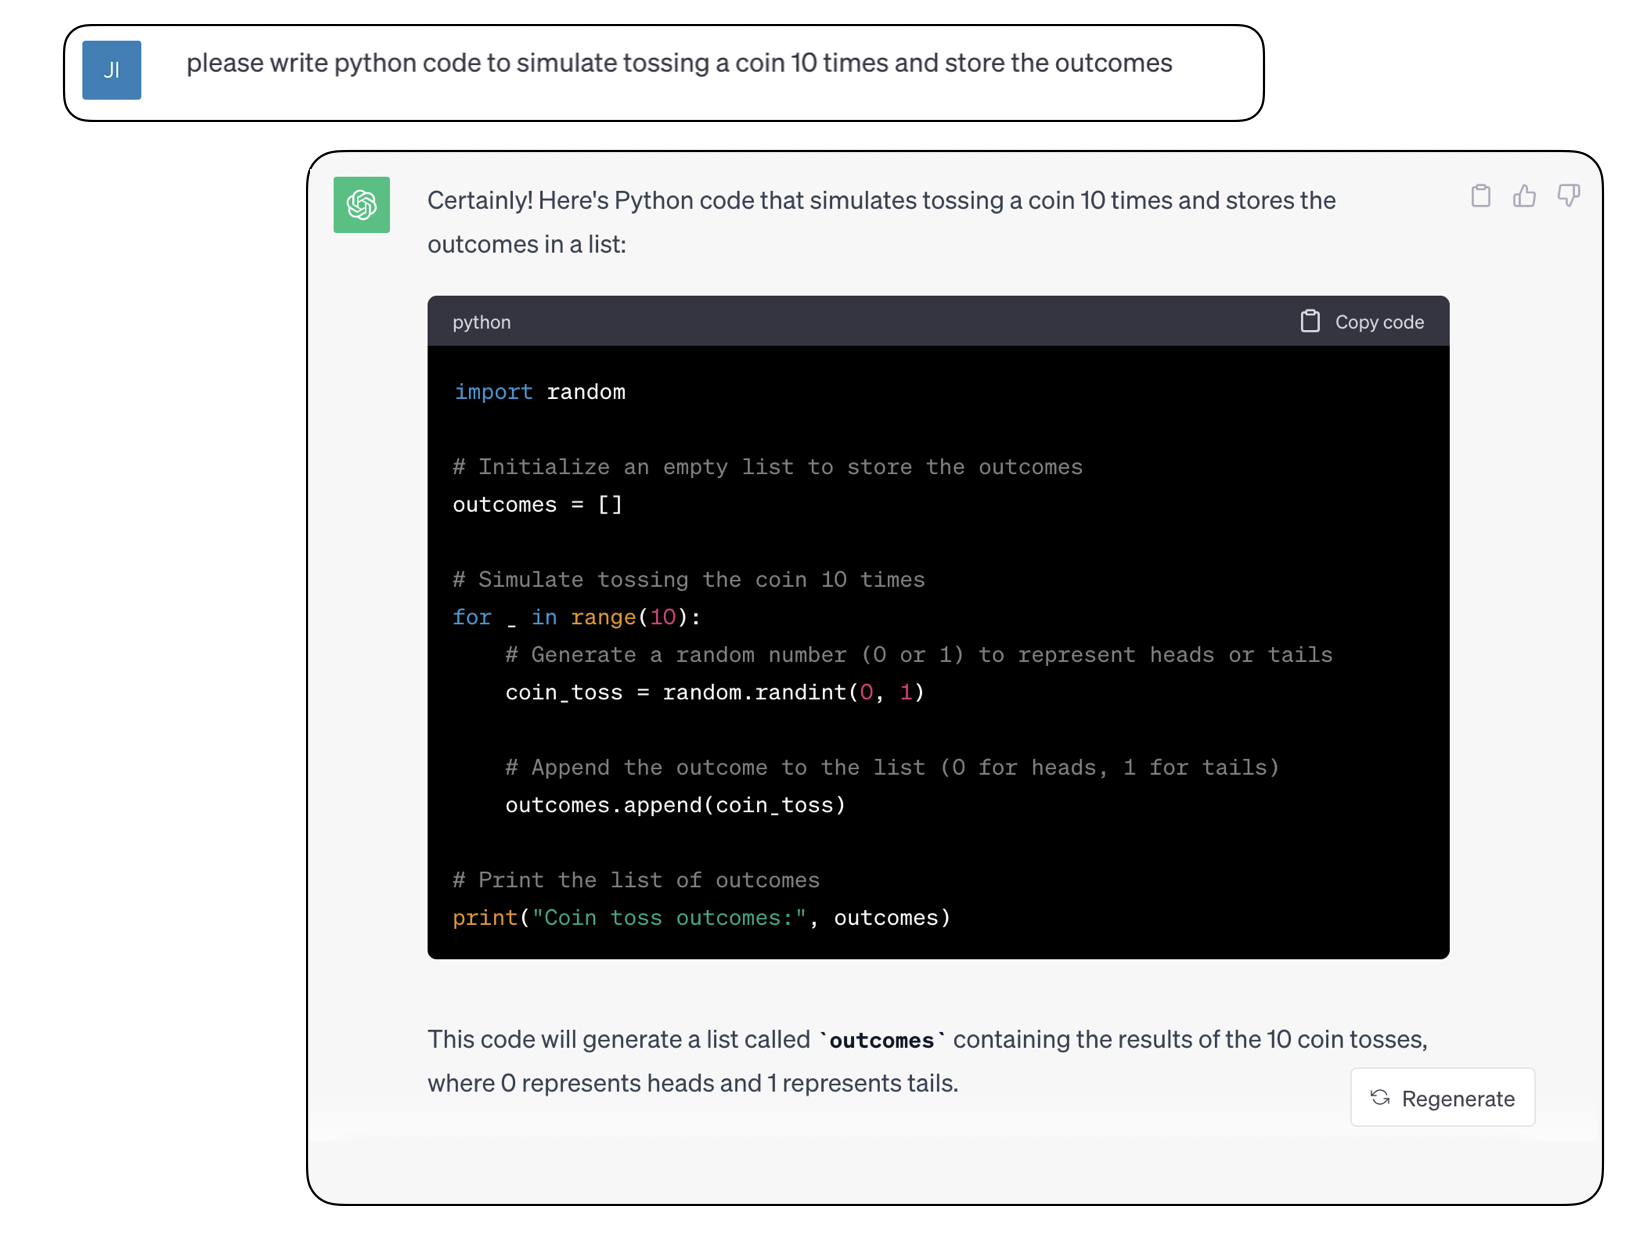 JI
please write python code to simulate tossing a coin 10 times and store the outcomes
Certainly! Here's Python code that simulates tossing a coin 10 times and stores the
outcomes in a list:
python
Copy code
import random
# Initialize an empty list to store the outcomes
outcomes = []
# Simulate tossing the coin 10 times
for _ in range(10):
    # Generate a random number (0 or 1) to represent heads or tails
    coin_toss = random.randint(0, 1)
    # Append the outcome to the list (0 for heads, 1 for tails)
    outcomes.append(coin_toss)
# Print the list of outcomes
print("Coin toss outcomes:", outcomes)
This code will generate a list called `outcomes` containing the results of the 10 coin tosses,
where 0 represents heads and 1 represents tails.
Regenerate